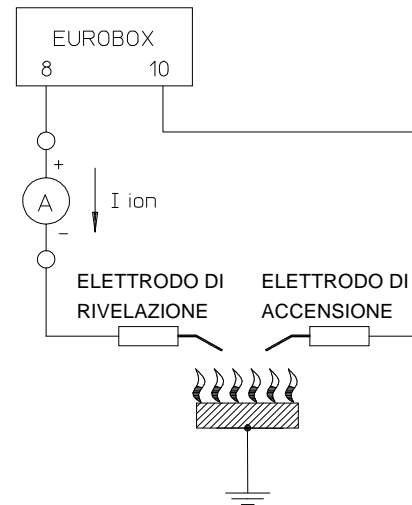 EUROBOX
8 10
+
A I ion
−
ELETTRODO DI
RIVELAZIONE
ELETTRODO DI
ACCENSIONE